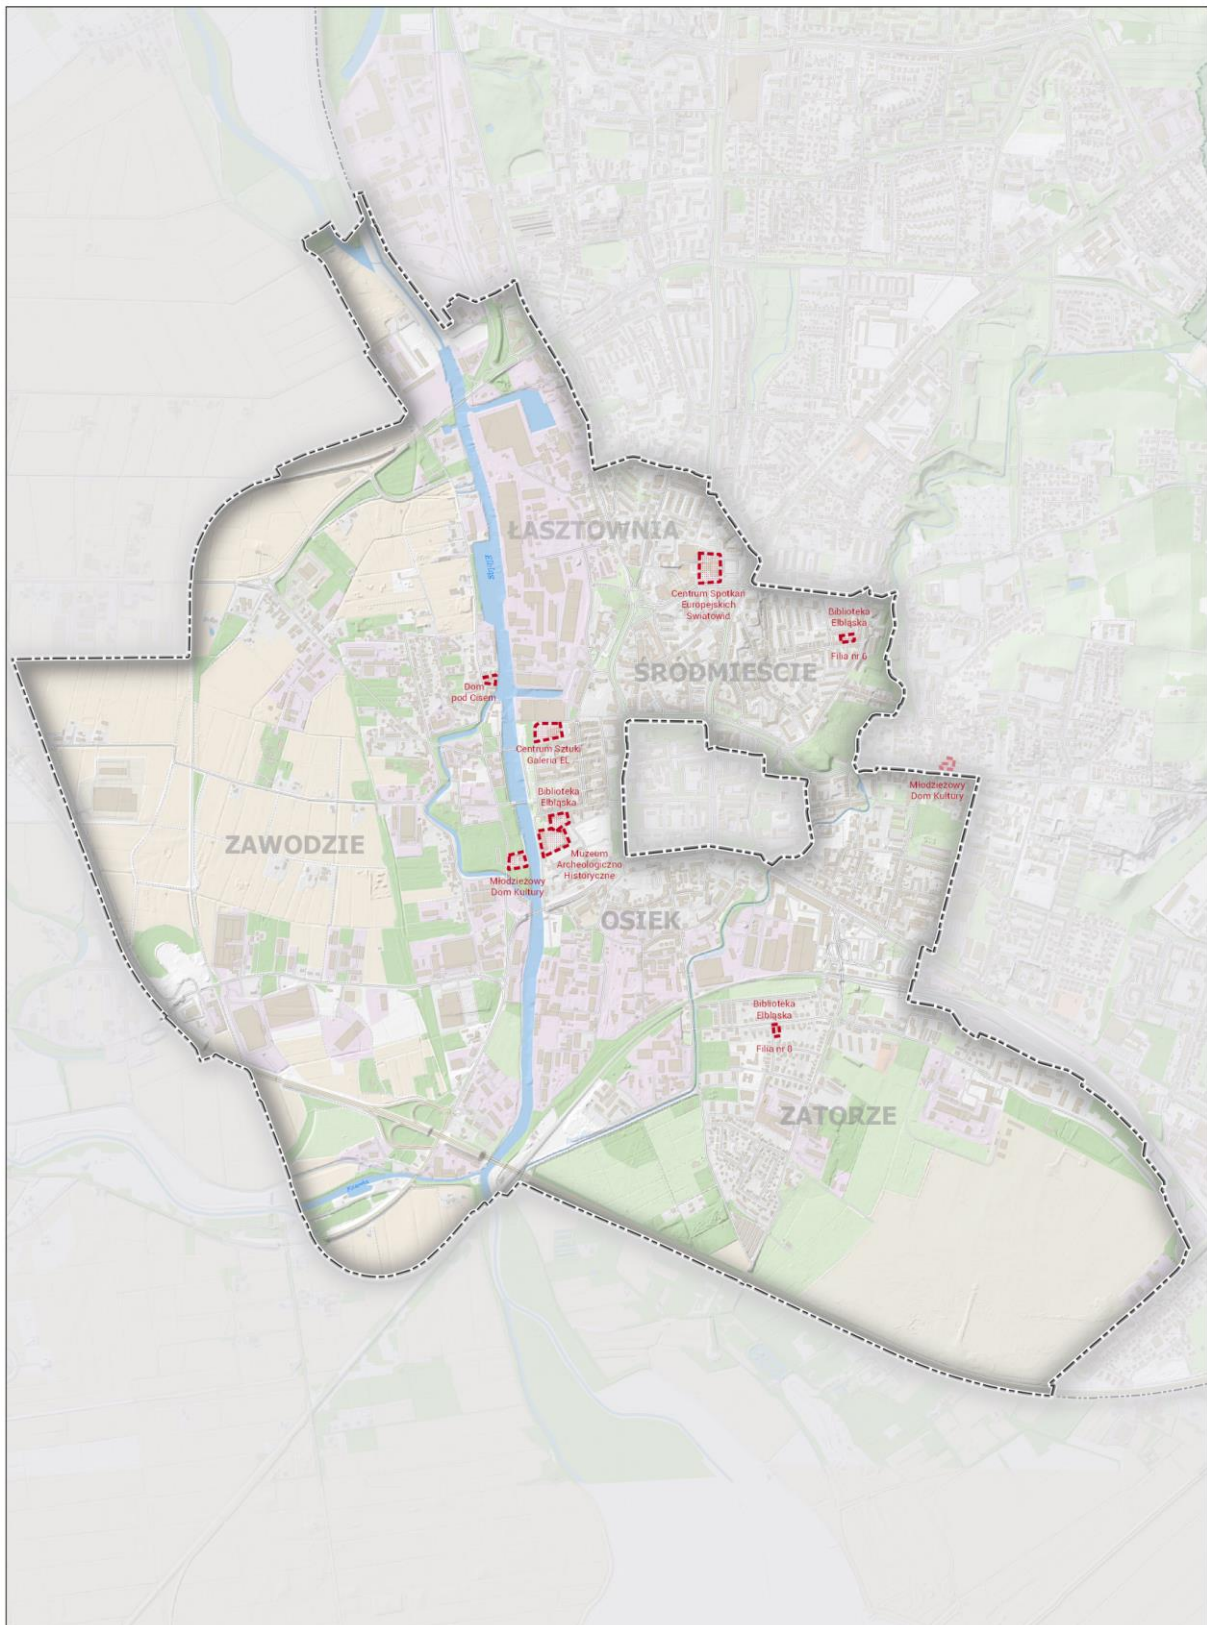 ŁASZTOWNIA
Elbląg
Centrum Spotkań
Europejskich
Światowid
Biblioteka
Elbląska
Filia nr 6
ŚRÓDMIEŚCIE
Dom
pod Cisem
Centrum Sztuki
Galeria EL
Młodzieżowy
Dom Kultury
Biblioteka
Elbląska
ZAWODZIE
Muzeum
Archeologiczno
Historyczne
Młodzieżowy
Dom Kultury
OSIEK
Biblioteka
Elbląska
Filia nr 8
ZATORZE